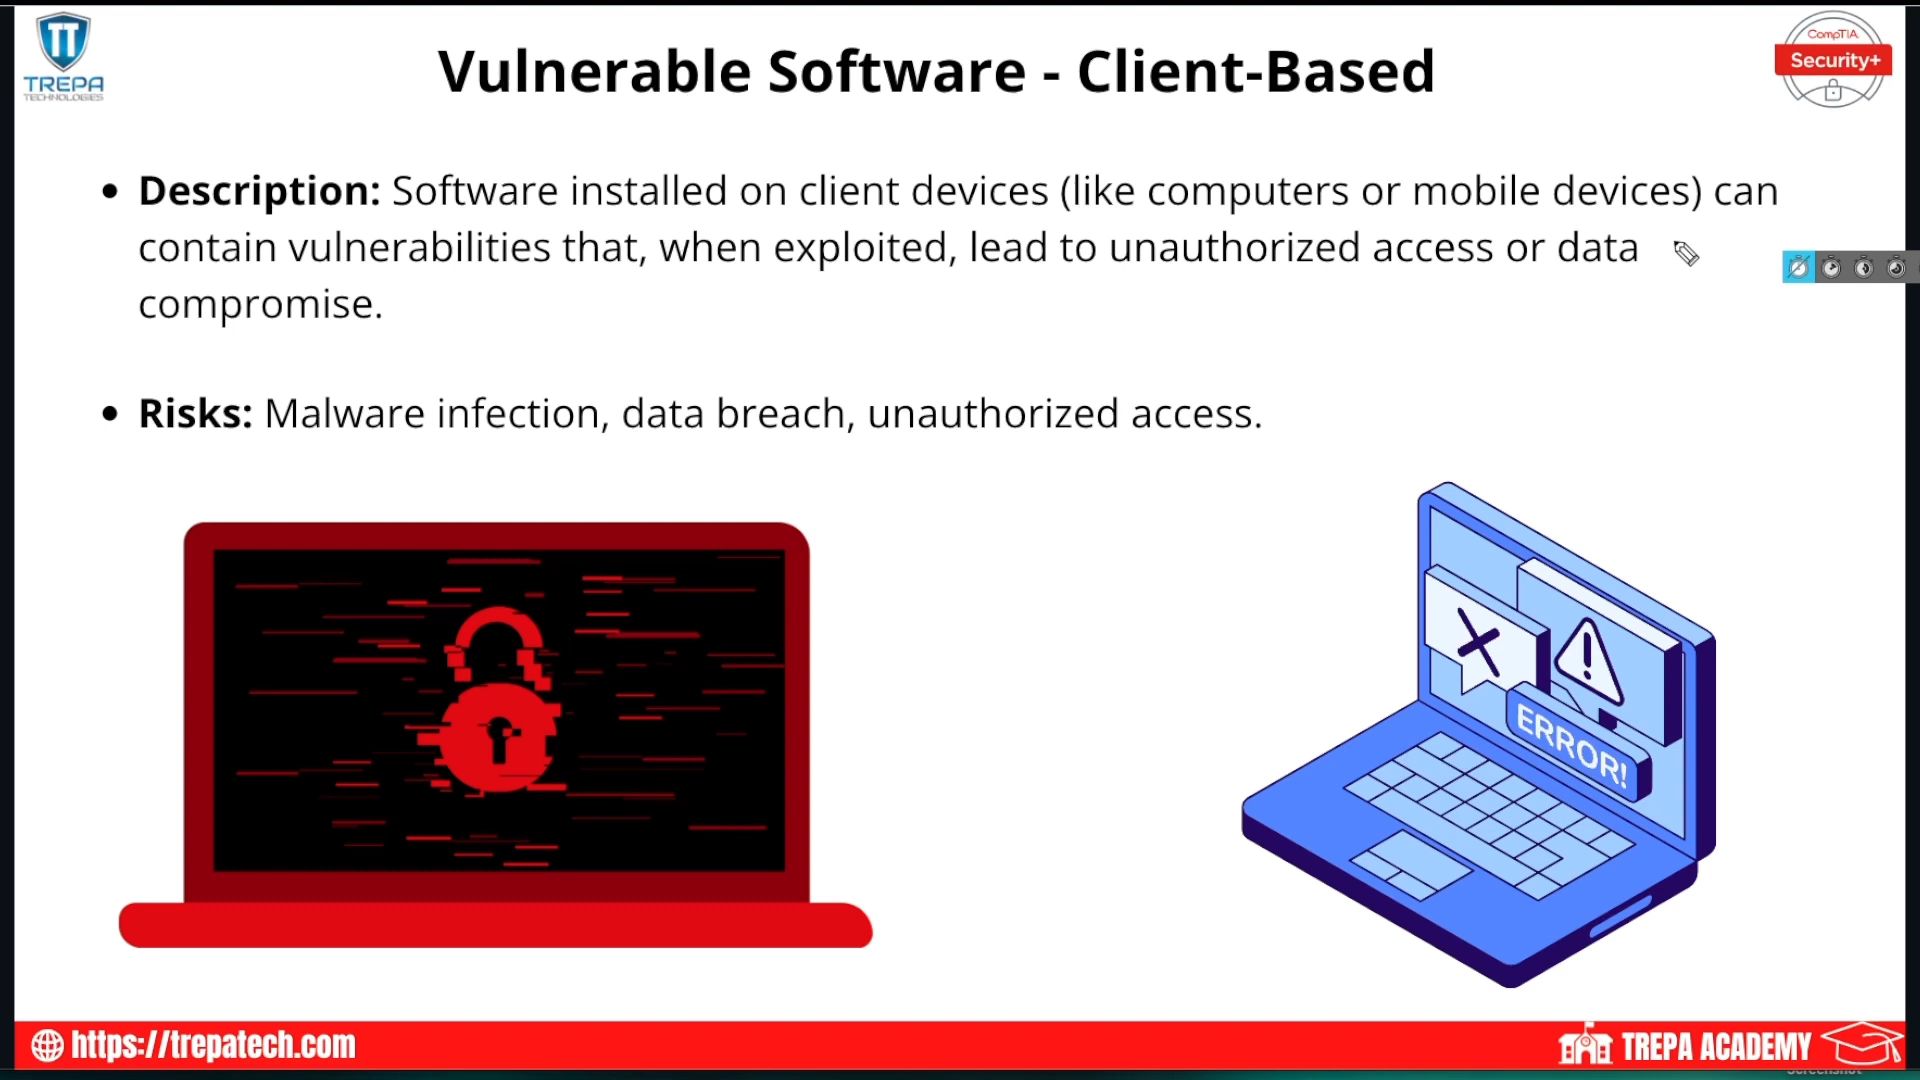 TREPA
TECHNOLOGIES
Vulnerable Software - Client-Based
CompTIA
Security+
• Description: Software installed on client devices (like computers or mobile devices) can
contain vulnerabilities that, when exploited, lead to unauthorized access or data
compromise.
• Risks: Malware infection, data breach, unauthorized access.
ERROR!
https://trepatech.com
TREPA ACADEMY
Screenshot